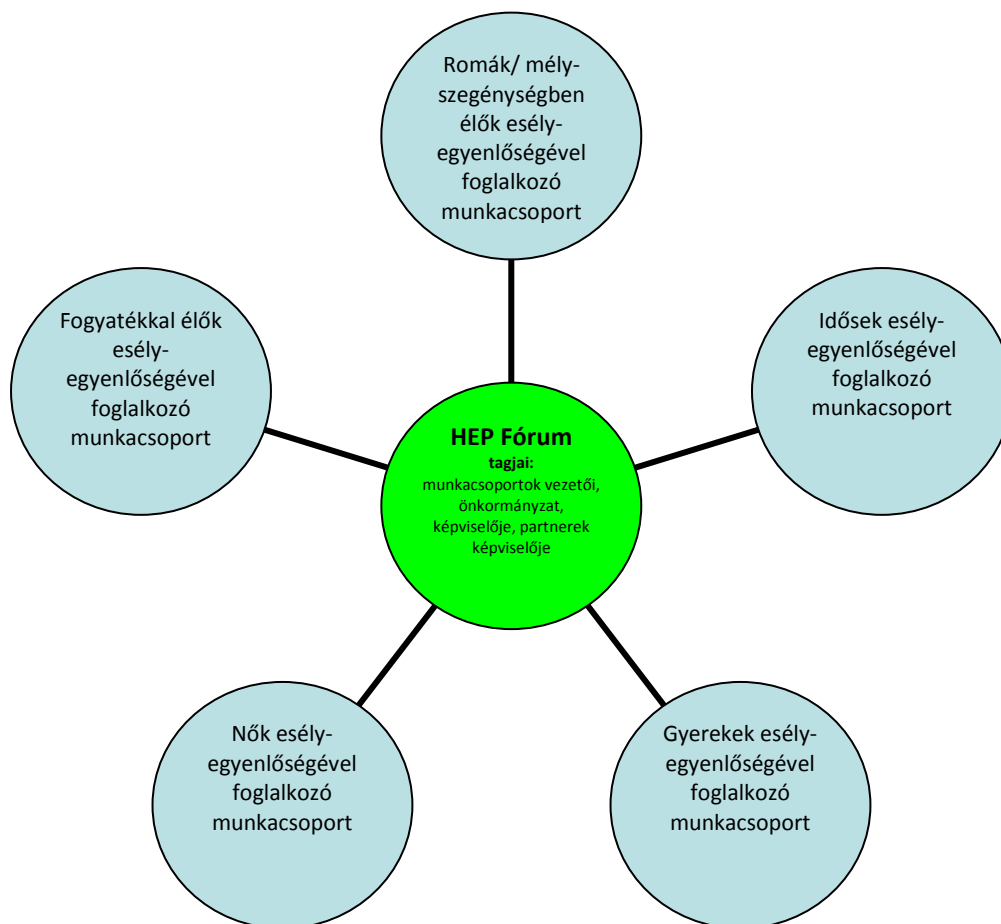 Romák/ mély-
szegénységben
élők esély-
egyenlőségével
foglalkozó
munkacsoport
Fogyatékkal élők
esély-
egyenlőségével
foglalkozó
munkacsoport
Idősek esély-
egyenlőségével
foglalkozó
munkacsoport
HEP Fórum
tagjai:
munkacsoportok vezetői,
önkormányzat,
képviselője, partnerek
képviselője
Nők esély-
egyenlőségével
foglalkozó
munkacsoport
Gyerekek esély-
egyenlőségével
foglalkozó
munkacsoport